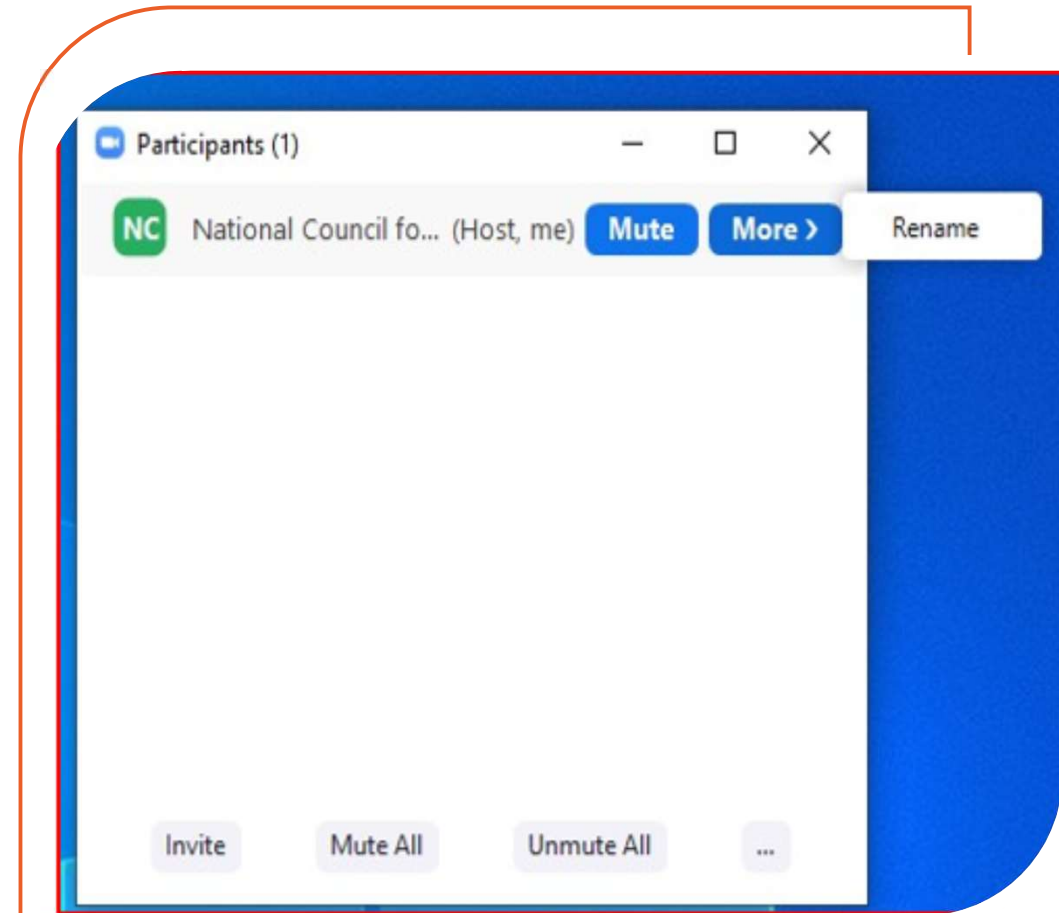 Participants (1)
NC National Council fo... (Host, me) Mute More > Rename
Invite Mute All Unmute All ...